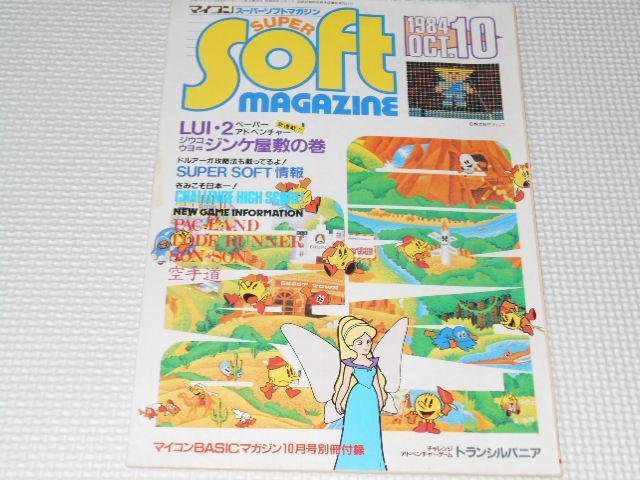 マイコン スーパーソフトマガジン
SUPER
Soft
MAGAZINE
1984
OCT.10
LUI・2 ペーパーアドベンチャー 新連載!!
ジウコウヨ= ジンケ屋敷の巻
ドルアーガ攻略法も載ってるよ!
SUPER SOFT 情報
きみこそ日本一!
CHALLENGE HIGH SCORE!
NEW GAME INFORMATION
PAC-LAND
LODE RUNNER
SON SON
空手道
マイコンBASICマガジン10月号別冊付録
チャレンジアドベンチャーゲーム トランシルバニア